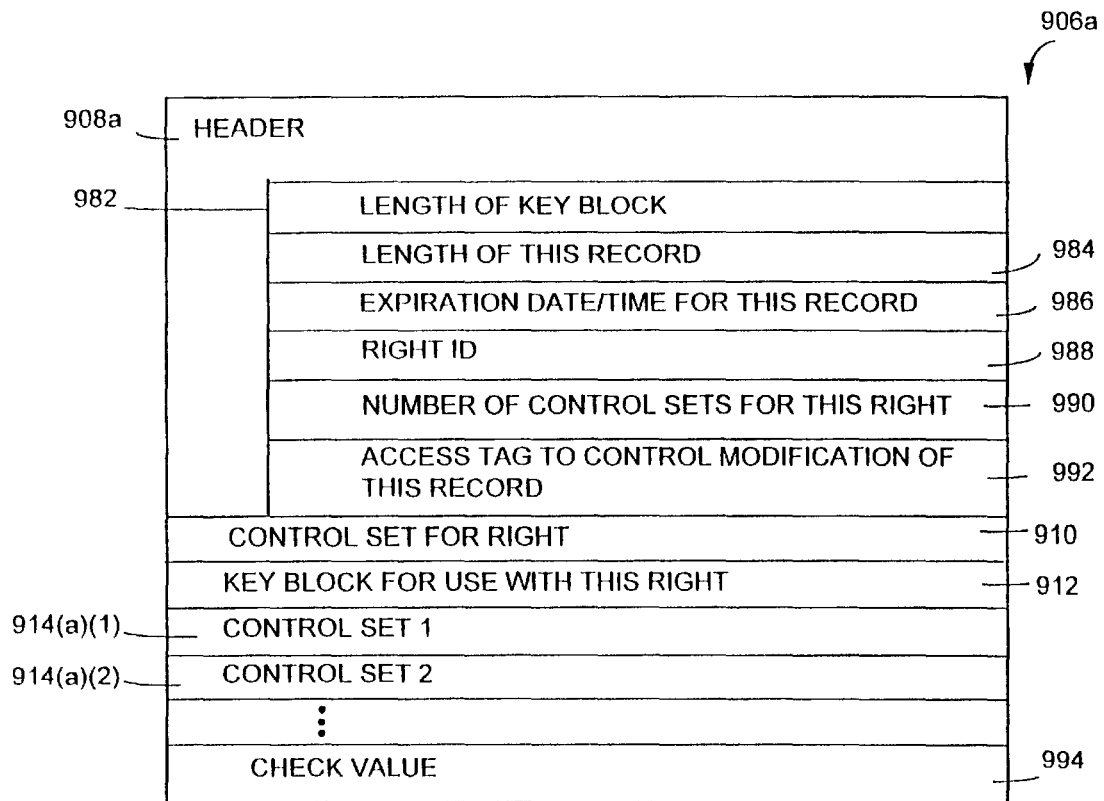 906a
908a HEADER
982 LENGTH OF KEY BLOCK
LENGTH OF THIS RECORD 984
EXPIRATION DATE/TIME FOR THIS RECORD 986
RIGHT ID 988
NUMBER OF CONTROL SETS FOR THIS RIGHT 990
ACCESS TAG TO CONTROL MODIFICATION OF
THIS RECORD 992
CONTROL SET FOR RIGHT 910
KEY BLOCK FOR USE WITH THIS RIGHT 912
914(a)(1) CONTROL SET 1
914(a)(2) CONTROL SET 2
CHECK VALUE 994